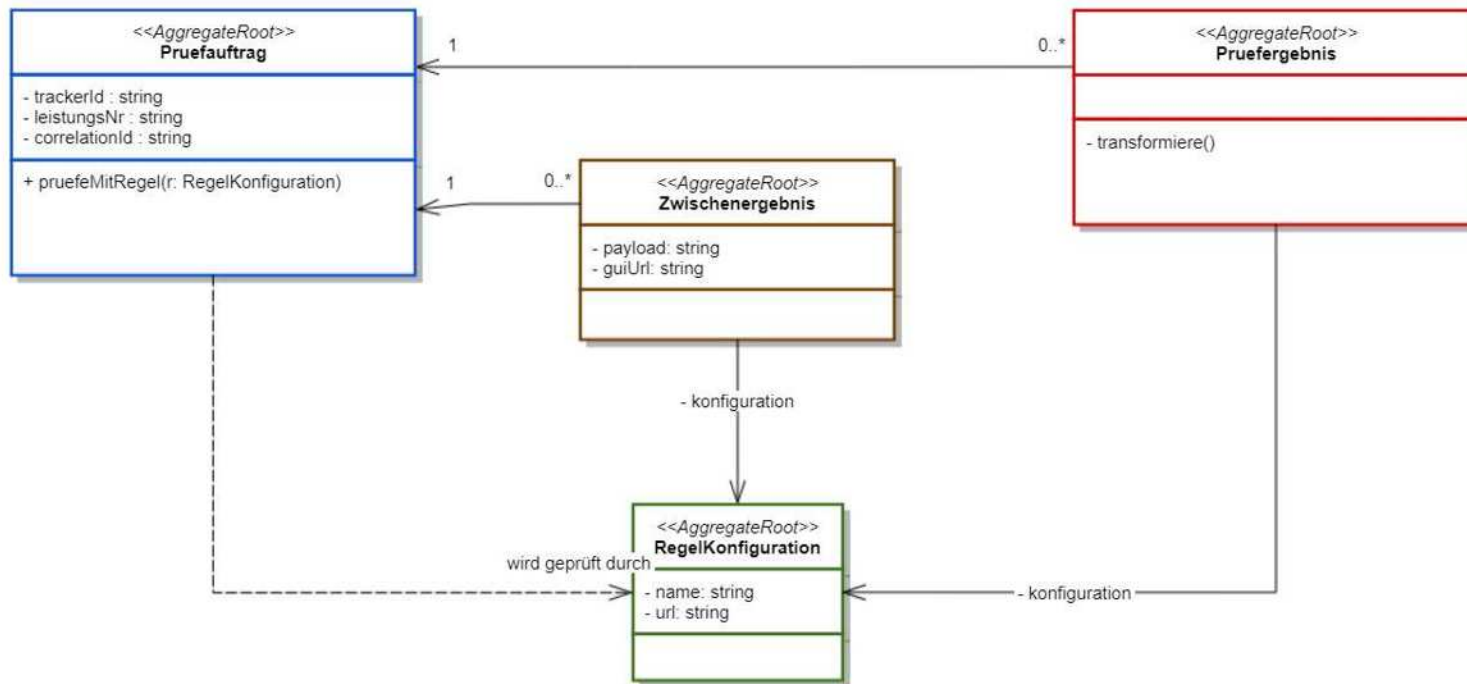 <<AggregateRoot>>
Pruefauftrag
- trackerId : string
- leistungsNr : string
- correlationId : string
+ pruefeMitRegel(r: RegelKonfiguration)
1
0..*
<<AggregateRoot>>
Pruefergebnis
- transformiere()
1
0..*
<<AggregateRoot>>
Zwischenergebnis
- payload: string
- guiUrl: string
- konfiguration
<<AggregateRoot>>
RegelKonfiguration
- name: string
- url: string
wird geprüft durch
- konfiguration